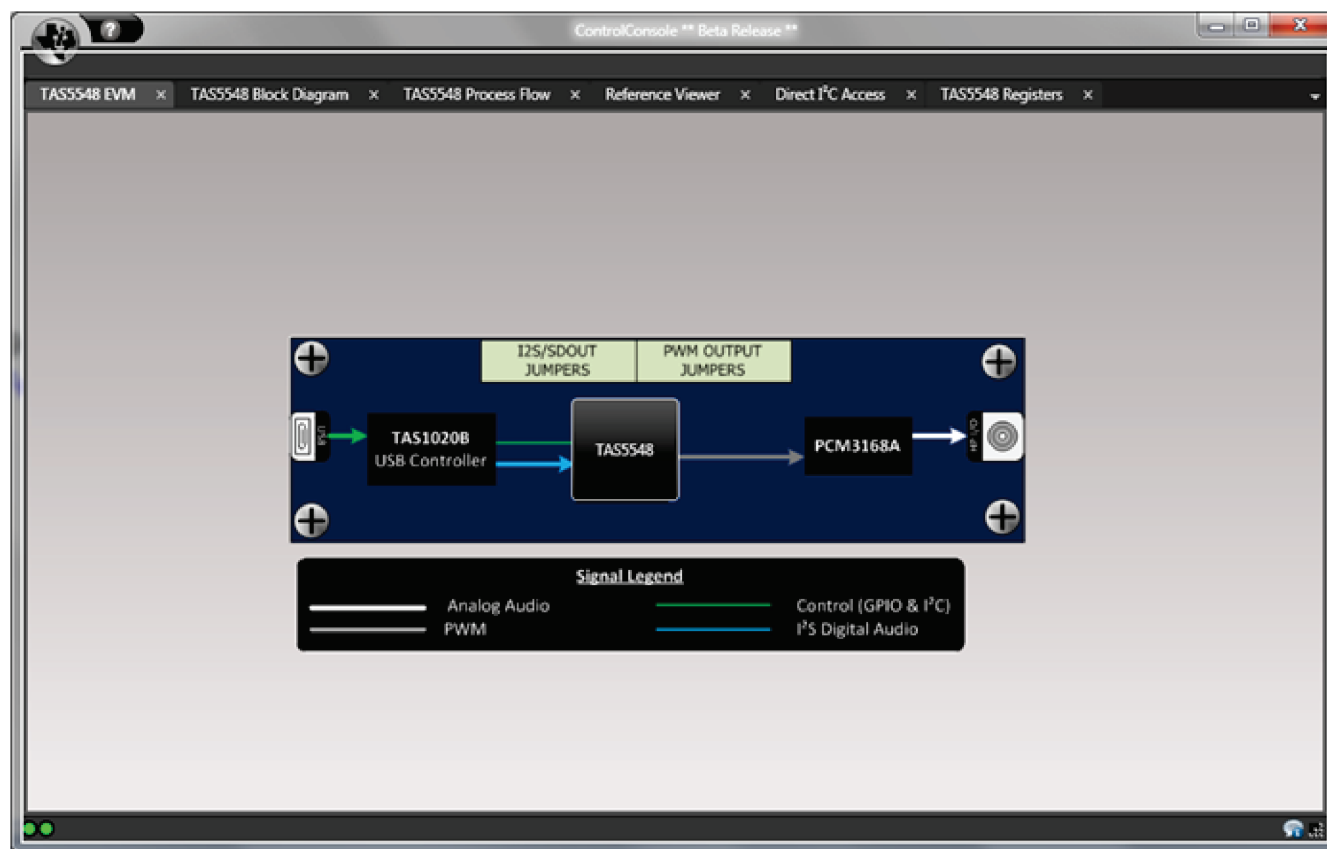 ?
ControlConsole ** Beta Release **
TAS5548 EVM × TAS5548 Block Diagram × TAS5548 Process Flow × Reference Viewer × Direct I²C Access × TAS5548 Registers ×
I2S/SDOUT JUMPERS
PWM OUTPUT JUMPERS
USB
TAS1020B
USB Controller
TAS5548
PCM3168A
HP I/O
Signal Legend
Analog Audio
Control (GPIO & I²C)
PWM
I²S Digital Audio